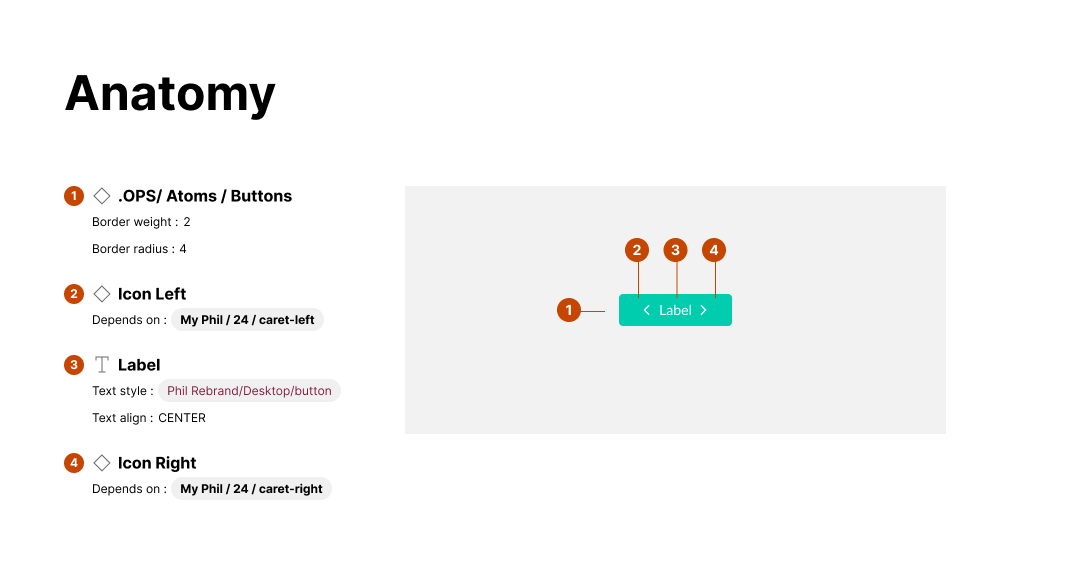 Anatomy
1 .OPS/ Atoms / Buttons
Border weight : 2
Border radius : 4
2 Icon Left
Depends on : My Phil / 24 / caret-left
3 Label
Text style : Phil Rebrand/Desktop/button
Text align : CENTER
4 Icon Right
Depends on : My Phil / 24 / caret-right
2 3 4
1 Label